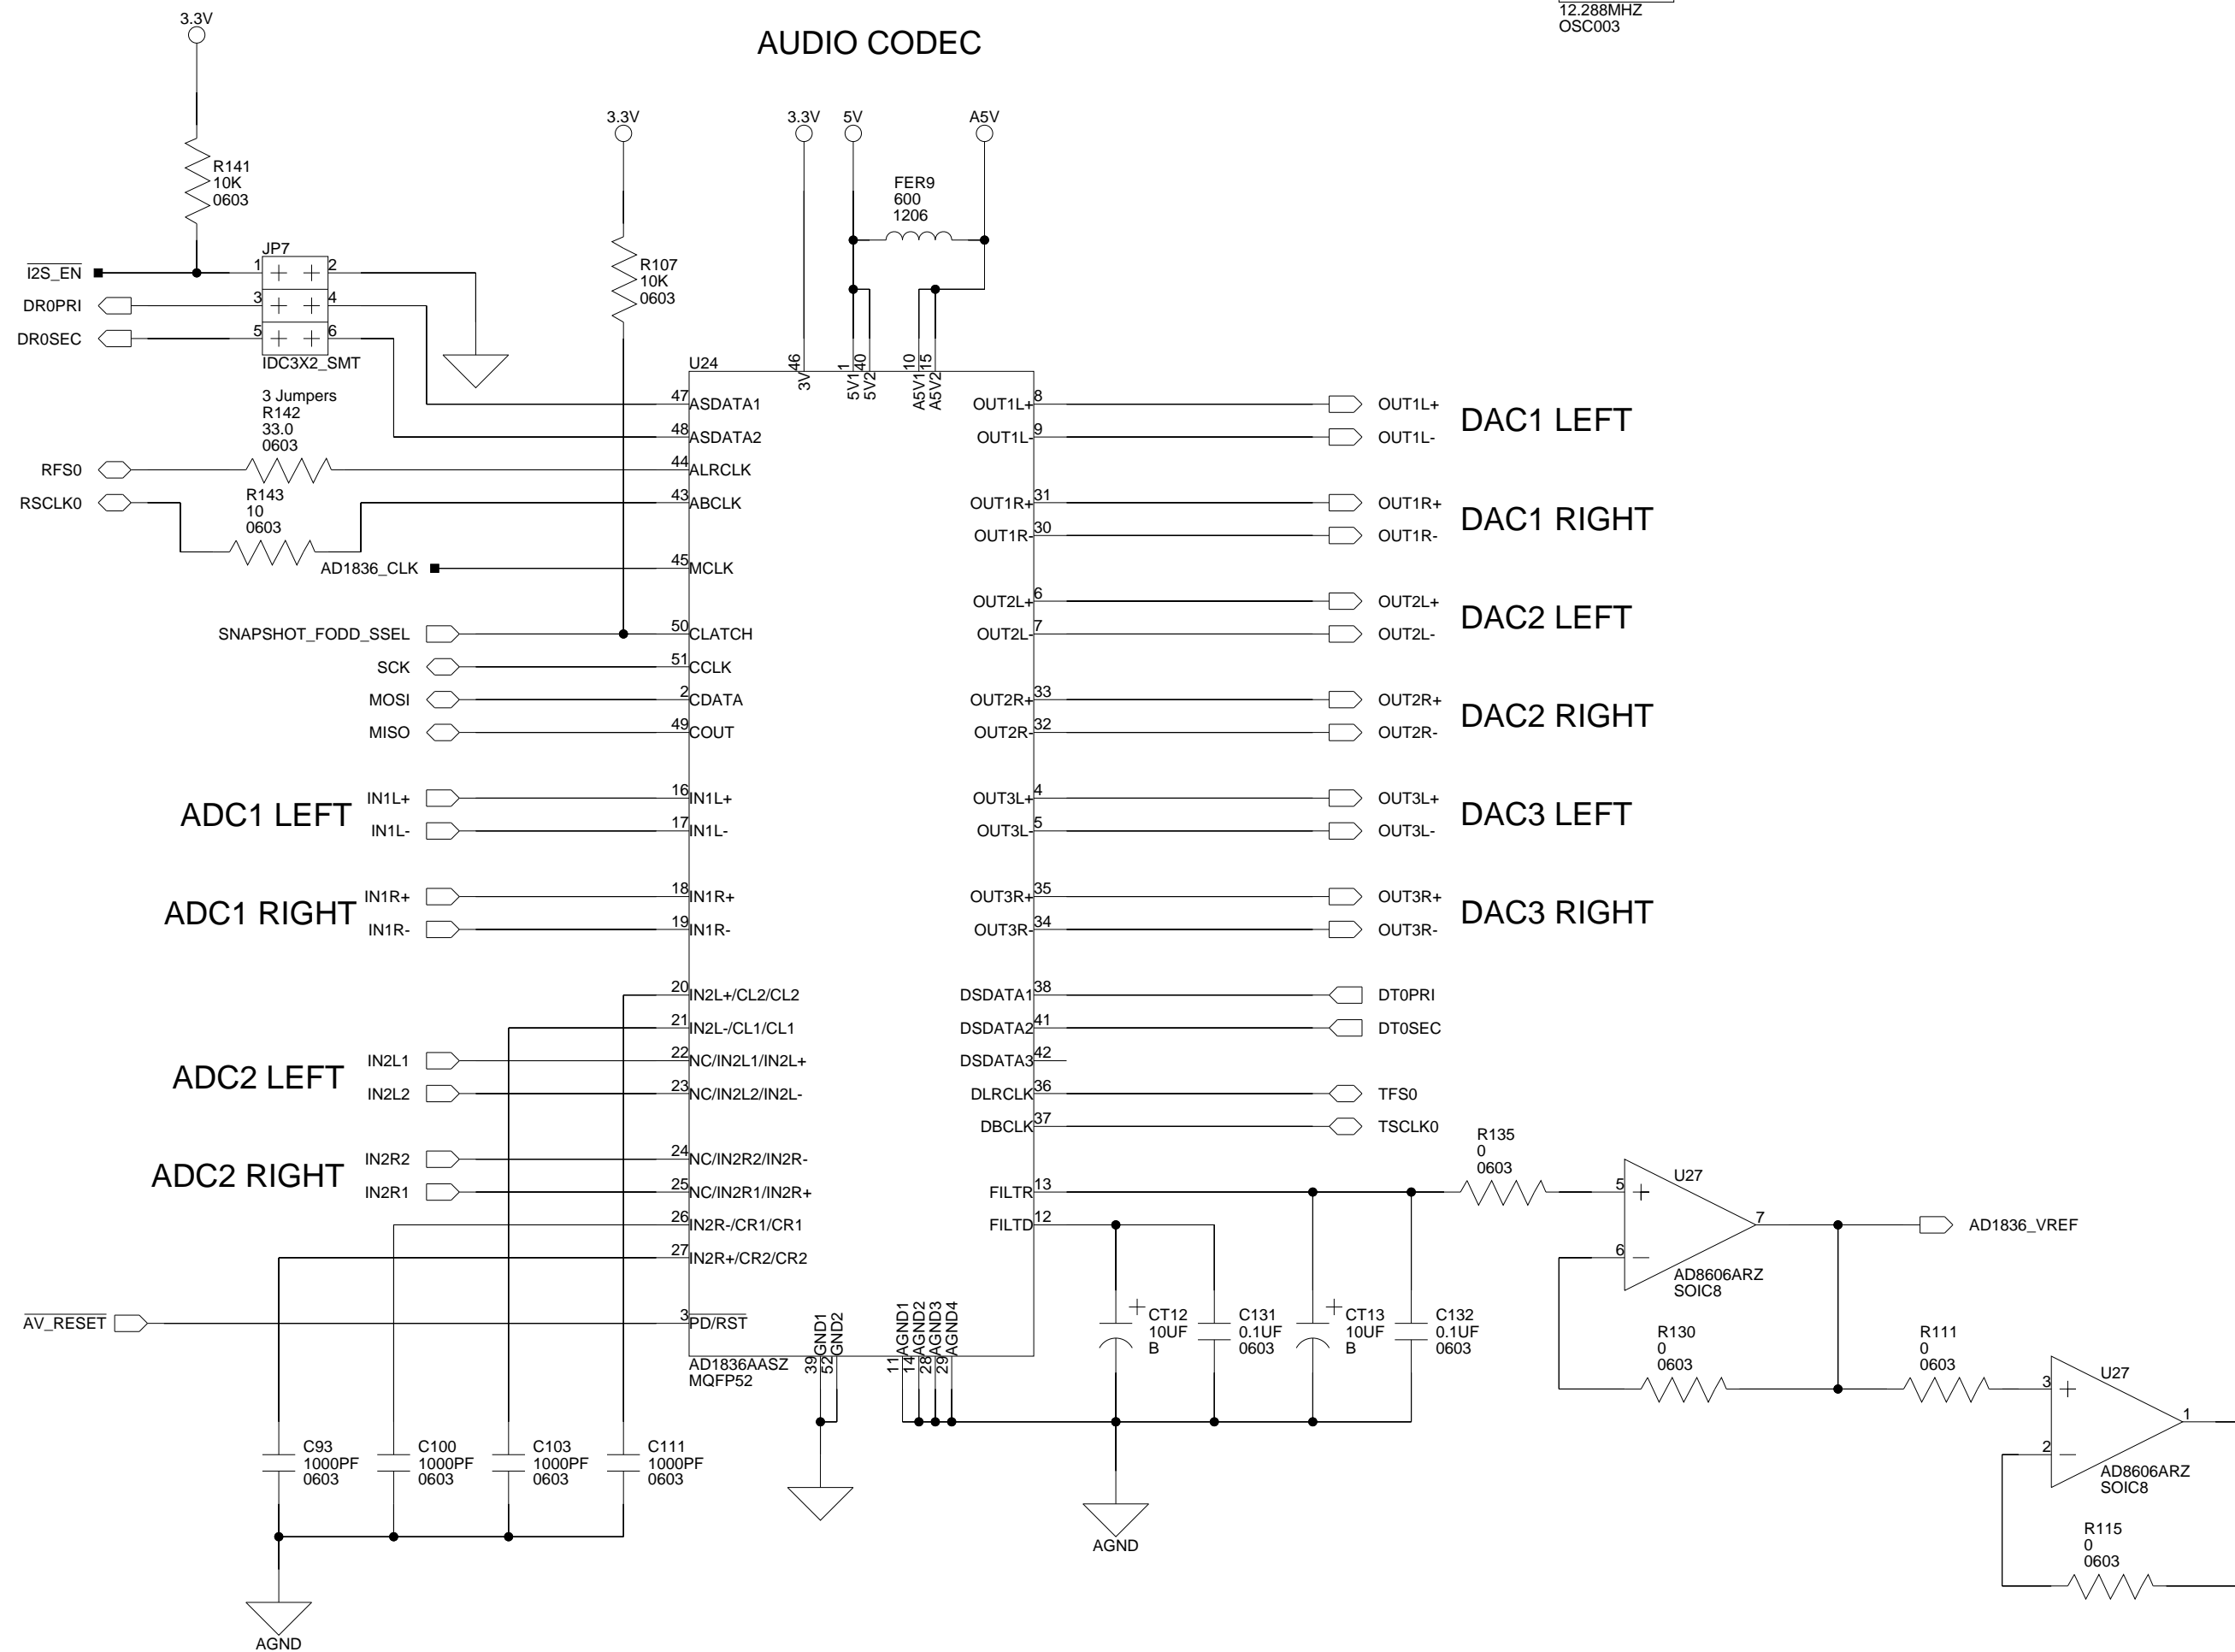 12.288MHZ
OSC003
AUDIO CODEC
3.3V
R141
10K
0603
3.3V
R107
10K
0603
3.3V
5V
A5V
FER9
600
1206
JP7
I2S_EN
1
2
DR0PRI
3
4
DR0SEC
5
6
IDC3X2_SMT
3 Jumpers
R142
33.0
0603
RFS0
RSCLK0
R143
10
0603
AD1836_CLK
U24
46
3V
1
5V1
40
5V2
10
A5V1
15
A5V2
47 ASDATA1
48 ASDATA2
44 ALRCLK
43 ABCLK
45 MCLK
SNAPSHOT_FODD_SSEL 50 CLATCH
SCK 51 CCLK
MOSI 2 CDATA
MISO 49 COUT
ADC1 LEFT
IN1L+ 16 IN1L+
IN1L- 17 IN1L-
ADC1 RIGHT
IN1R+ 18 IN1R+
IN1R- 19 IN1R-
20 IN2L+/CL2/CL2
21 IN2L-/CL1/CL1
ADC2 LEFT
IN2L1 22 NC/IN2L1/IN2L+
IN2L2 23 NC/IN2L2/IN2L-
ADC2 RIGHT
IN2R2 24 NC/IN2R2/IN2R-
IN2R1 25 NC/IN2R1/IN2R+
26 IN2R-/CR1/CR1
27 IN2R+/CR2/CR2
AV_RESET 3 PD/RST
AD1836AASZ
MQFP52
39
GND1
52
GND2
11
AGND1
14
AGND2
28
AGND3
29
AGND4
OUT1L+ 8 OUT1L+
OUT1L- 9 OUT1L-
DAC1 LEFT
OUT1R+ 31 OUT1R+
OUT1R- 30 OUT1R-
DAC1 RIGHT
OUT2L+ 6 OUT2L+
OUT2L- 7 OUT2L-
DAC2 LEFT
OUT2R+ 33 OUT2R+
OUT2R- 32 OUT2R-
DAC2 RIGHT
OUT3L+ 4 OUT3L+
OUT3L- 5 OUT3L-
DAC3 LEFT
OUT3R+ 35 OUT3R+
OUT3R- 34 OUT3R-
DAC3 RIGHT
DSDATA1 38 DT0PRI
DSDATA2 41 DT0SEC
DSDATA3 42
DLRCLK 36 TFS0
DBCLK 37 TSCLK0
FILTR 13
FILTD 12
R135
0
0603
U27
5
6
7
AD8606ARZ
SOIC8
AD1836_VREF
CT12
10UF
B
C131
0.1UF
0603
CT13
10UF
B
C132
0.1UF
0603
R130
0
0603
R111
0
0603
U27
3
2
1
AD8606ARZ
SOIC8
R115
0
0603
C93
1000PF
0603
C100
1000PF
0603
C103
1000PF
0603
C111
1000PF
0603
AGND
AGND